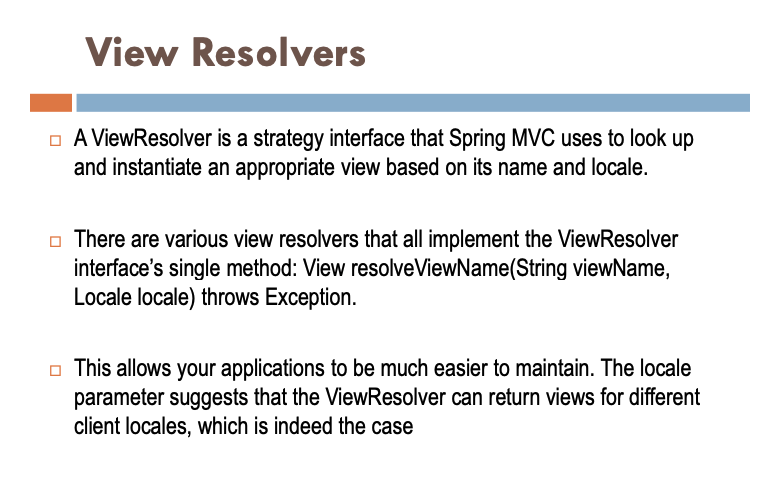 View Resolvers
A ViewResolver is a strategy interface that Spring MVC uses to look up
and instantiate an appropriate view based on its name and locale.
There are various view resolvers that all implement the ViewResolver
interface’s single method: View resolveViewName(String viewName,
Locale locale) throws Exception.
This allows your applications to be much easier to maintain. The locale
parameter suggests that the ViewResolver can return views for different
client locales, which is indeed the case